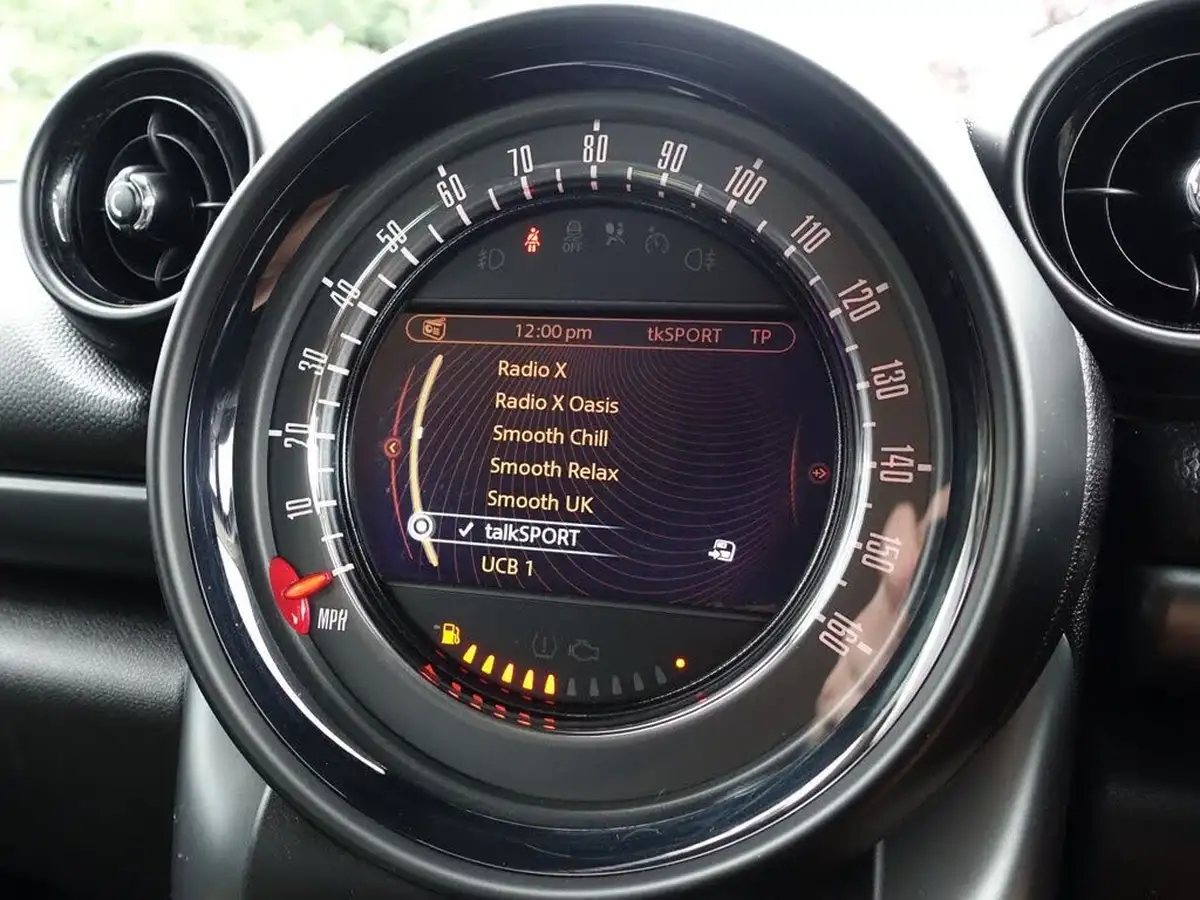 10
20
30
40
50
60
70
80
90
100
110
120
130
140
150
160
MPH
OFF
12:00 pm tkSPORT TP
Radio X
Radio X Oasis
Smooth Chill
Smooth Relax
Smooth UK
talkSPORT
UCB 1